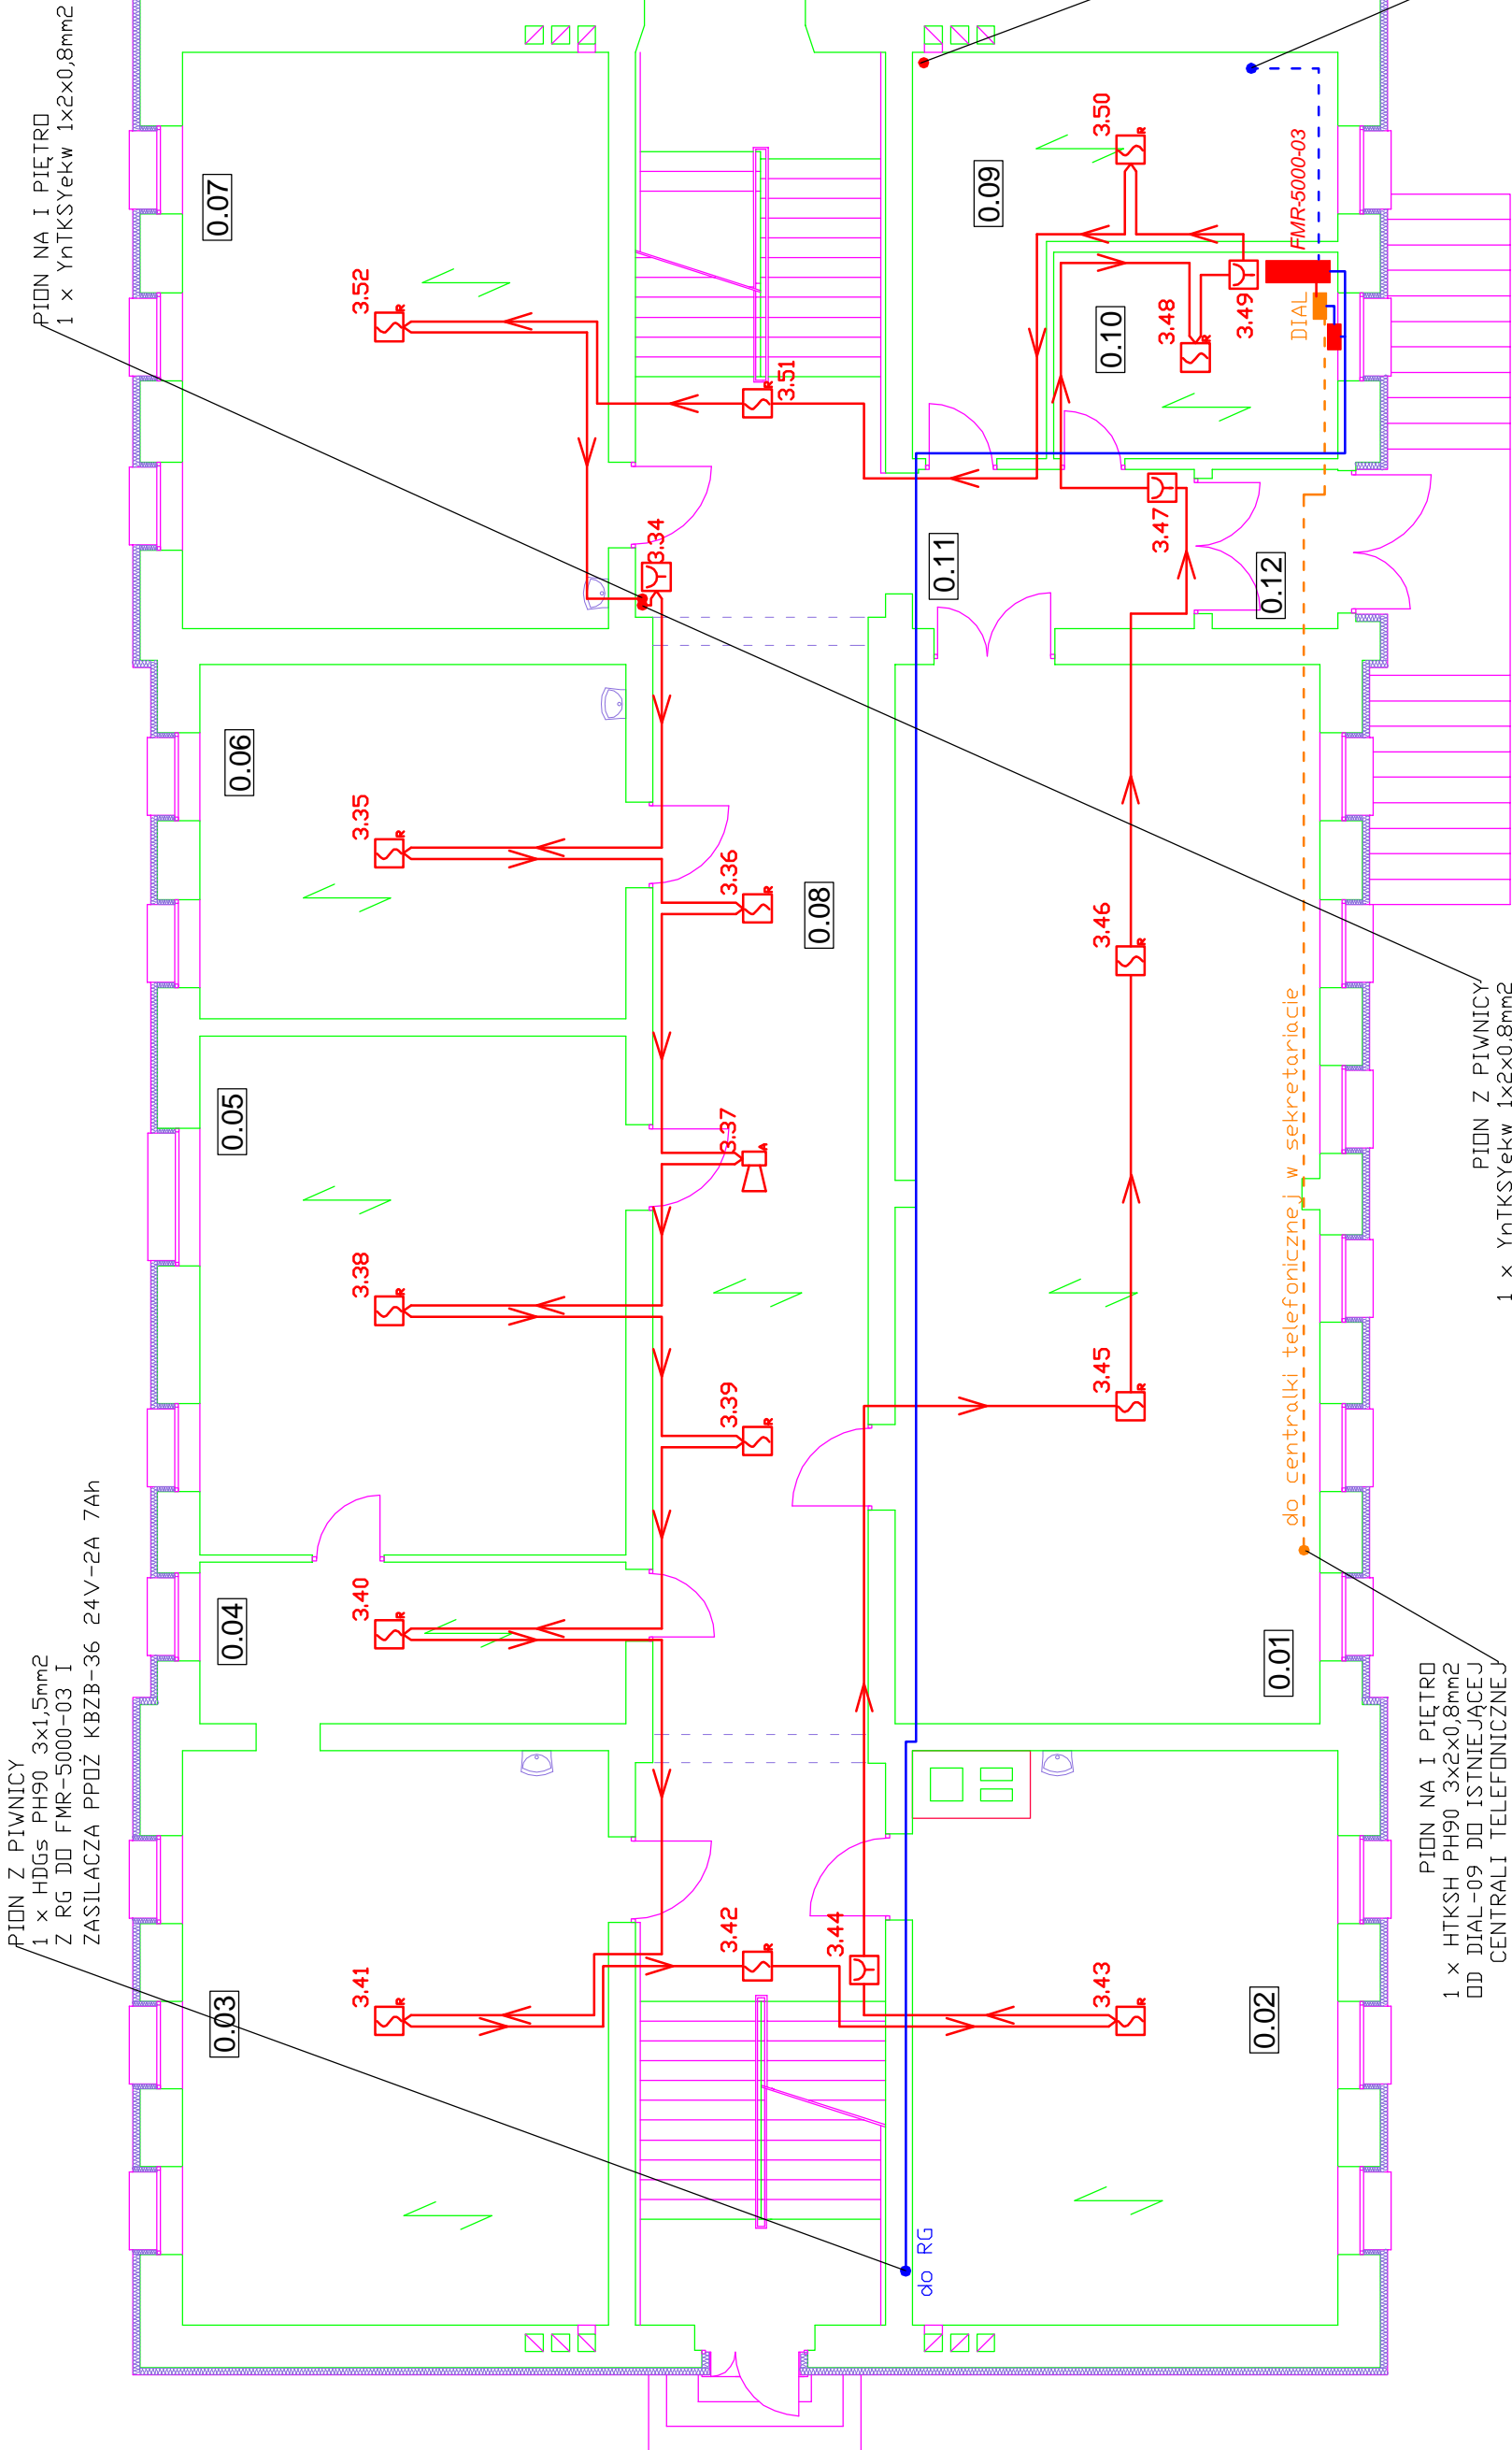 PION NA I PIĘTRO
1 x YnTKSYekw 1x2x0,8mm2
0.07
3.52
3.51
0.09
3.50
FMR-5000-03
DIAL
3.49
3.48
0.10
3.47
0.11
0.12
3.34
0.06
3.35
3.36
0.08
3.46
0.05
3.37
3.38
3.39
3.45
do centralki telefonicznej w sekretariacie
PION Z PIWNICY
1 x YnTKSYekw 1x2x0,8mm2
PION Z PIWNICY
1 x HDGs PH90 3x1,5mm2
Z RG DO FMR-5000-03 I
ZASILACZA PPOŻ KBZB-36 24V-2A 7Ah
0.04
3.40
0.01
0.03
3.41
3.42
3.44
3.43
0.02
do RG
PION NA I PIĘTRO
1 x HTKSH PH90 3x2x0,8mm2
OD DIAL-09 DO ISTNIEJĄCEJ
CENTRALI TELEFONICZNEJ
R
R
R
R
R
R
A
R
R
R
R
R
R
R
R